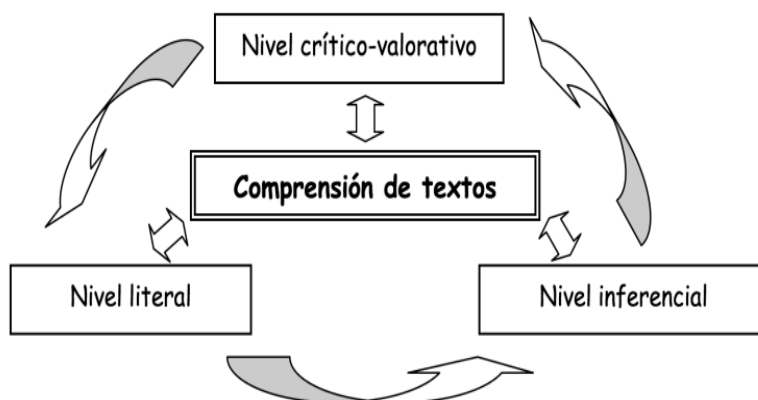 Nivel crítico-valorativo
Comprensión de textos
Nivel literal
Nivel inferencial